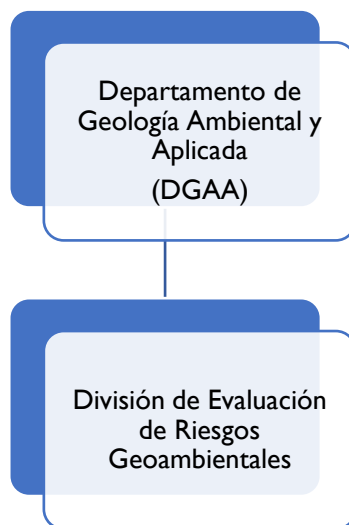 Departamento de
Geología Ambiental y
Aplicada
(DGAA)
División de Evaluación
de Riesgos
Geoambientales